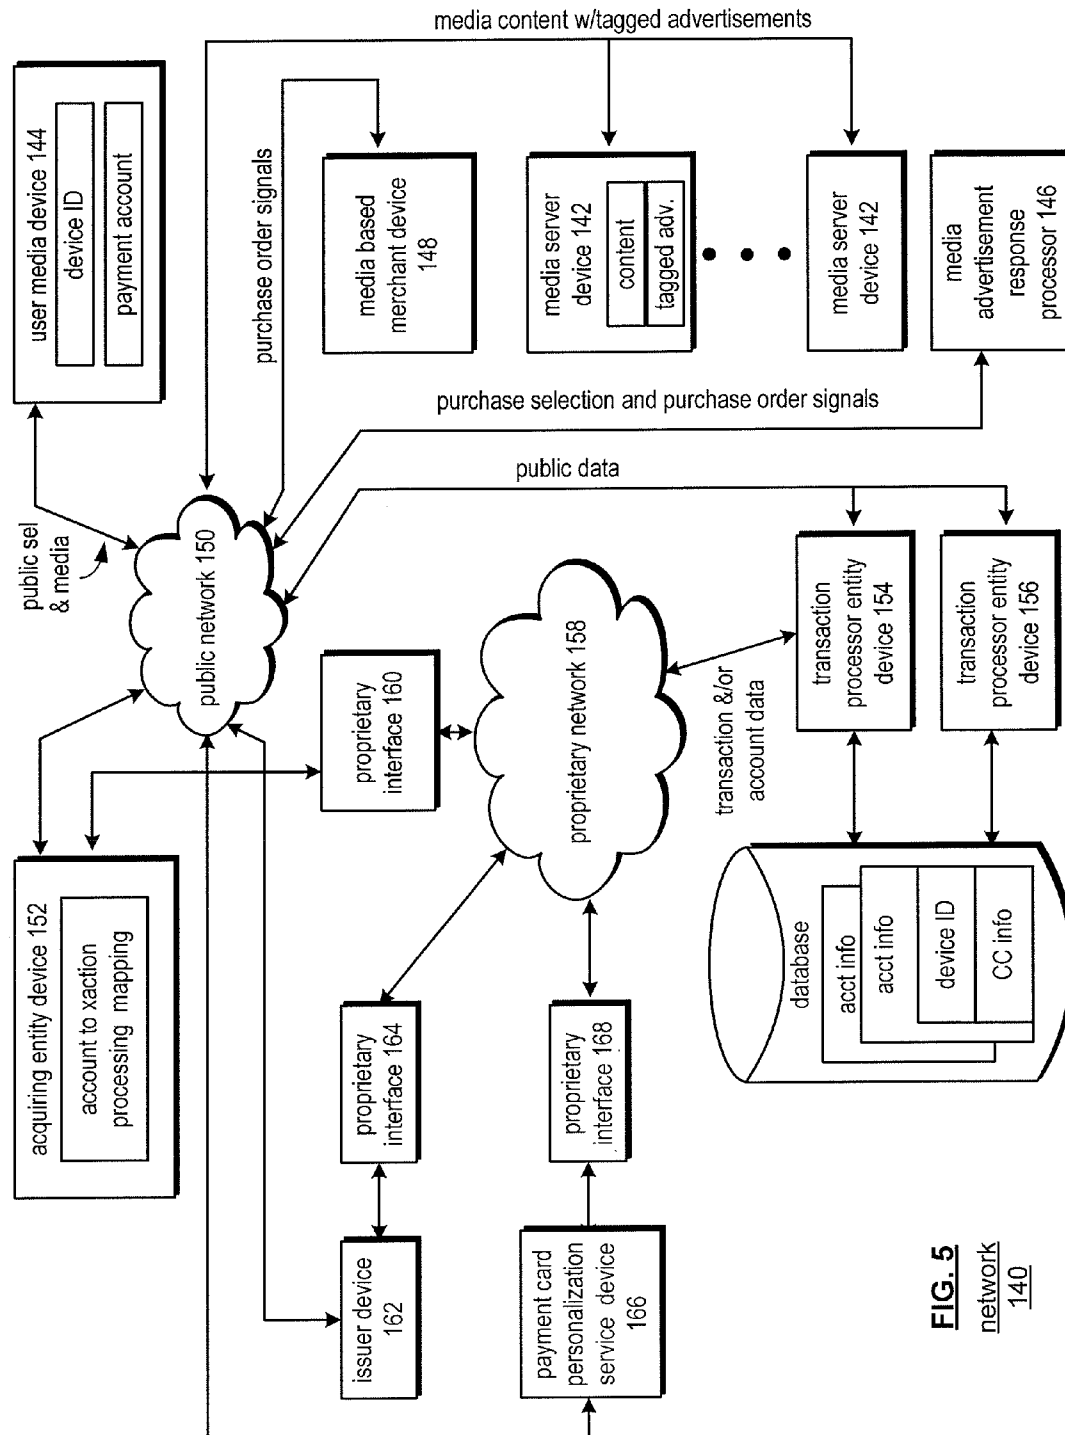 media content w/tagged advertisements
user media device 144
device ID
payment account
purchase order signals
media based
merchant device
148
media server
device 142
content
tagged adv.
media server
device 142
media
advertisement
response
processor 146
purchase selection and purchase order signals
public data
public sel
& media
public network 150
proprietary
interface 160
proprietary network 158
transaction &/or
account data
transaction
processor entity
device 154
transaction
processor entity
device 156
acquiring entity device 152
account to xaction
processing mapping
proprietary
interface 164
proprietary
interface 168
database
acct info
acct info
device ID
CC info
issuer device
162
payment card
personalization
service device
166
FIG. 5
network
140